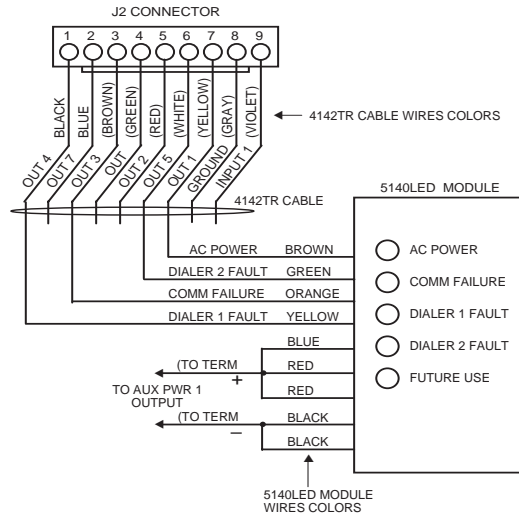 J2 CONNECTOR
1 2 3 4 5 6 7 8 9
BLACK
BLUE
(BROWN)
(GREEN)
(RED)
(WHITE)
(YELLOW)
(GRAY)
(VIOLET)
4142TR CABLE WIRES COLORS
OUT 4
OUT 7
OUT 3
OUT
OUT 2
OUT 5
OUT 1
GROUND
INPUT 1
4142TR CABLE
5140LED MODULE
AC POWER BROWN
DIALER 2 FAULT GREEN
COMM FAILURE ORANGE
DIALER 1 FAULT YELLOW
BLUE
(TO TERM RED
+
RED
TO AUX PWR 1
OUTPUT
(TO TERM BLACK
–
BLACK
AC POWER
COMM FAILURE
DIALER 1 FAULT
DIALER 2 FAULT
FUTURE USE
5140LED MODULE
WIRES COLORS